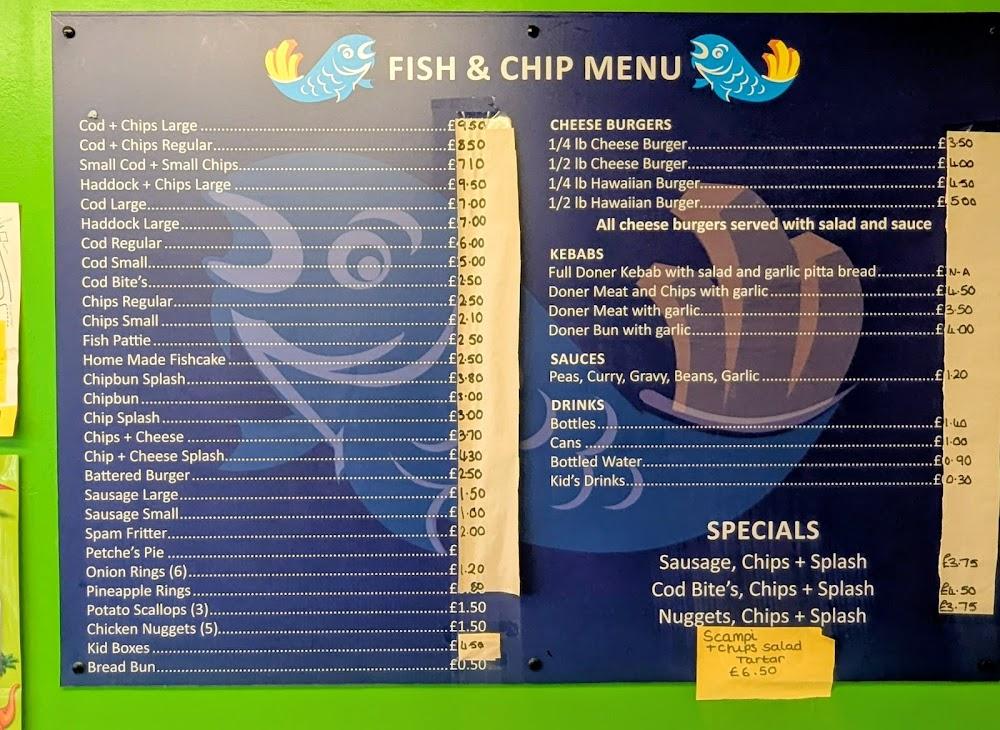 FISH & CHIP MENU
Cod + Chips Large £9.50
Cod + Chips Regular £8.50
Small Cod + Small Chips £7.10
Haddock + Chips Large £9.50
Cod Large £7.00
Haddock Large £7.00
Cod Regular £6.00
Cod Small £5.00
Cod Bite's £2.50
Chips Regular £2.50
Chips Small £2.10
Fish Pattie £2.50
Home Made Fishcake £2.50
Chipbun Splash £3.80
Chipbun £3.00
Chip Splash £3.00
Chips + Cheese £3.70
Chip + Cheese Splash £4.30
Battered Burger £2.50
Sausage Large £1.50
Sausage Small £
Spam Fritter £2.00
Petche's Pie £
Onion Rings (6) £1.20
Pineapple Rings £
Potato Scallops (3) £1.50
Chicken Nuggets (5) £1.50
Kid Boxes £4.50
Bread Bun £0.50
CHEESE BURGERS
1/4 lb Cheese Burger £3.50
1/2 lb Cheese Burger £4.00
1/4 lb Hawaiian Burger £4.50
1/2 lb Hawaiian Burger £5.00
All cheese burgers served with salad and sauce
KEBABS
Full Doner Kebab with salad and garlic pitta bread £N-A
Doner Meat and Chips with garlic £4.50
Doner Meat with garlic £3.50
Doner Bun with garlic £4.00
SAUCES
Peas, Curry, Gravy, Beans, Garlic £1.20
DRINKS
Bottles £1.40
Cans £1.00
Bottled Water £0.90
Kid's Drinks £0.30
SPECIALS
Sausage, Chips + Splash £3.75
Cod Bite's, Chips + Splash £4.50
Nuggets, Chips + Splash £3.75
Scampi
+ chips salad
Tartar
£6.50